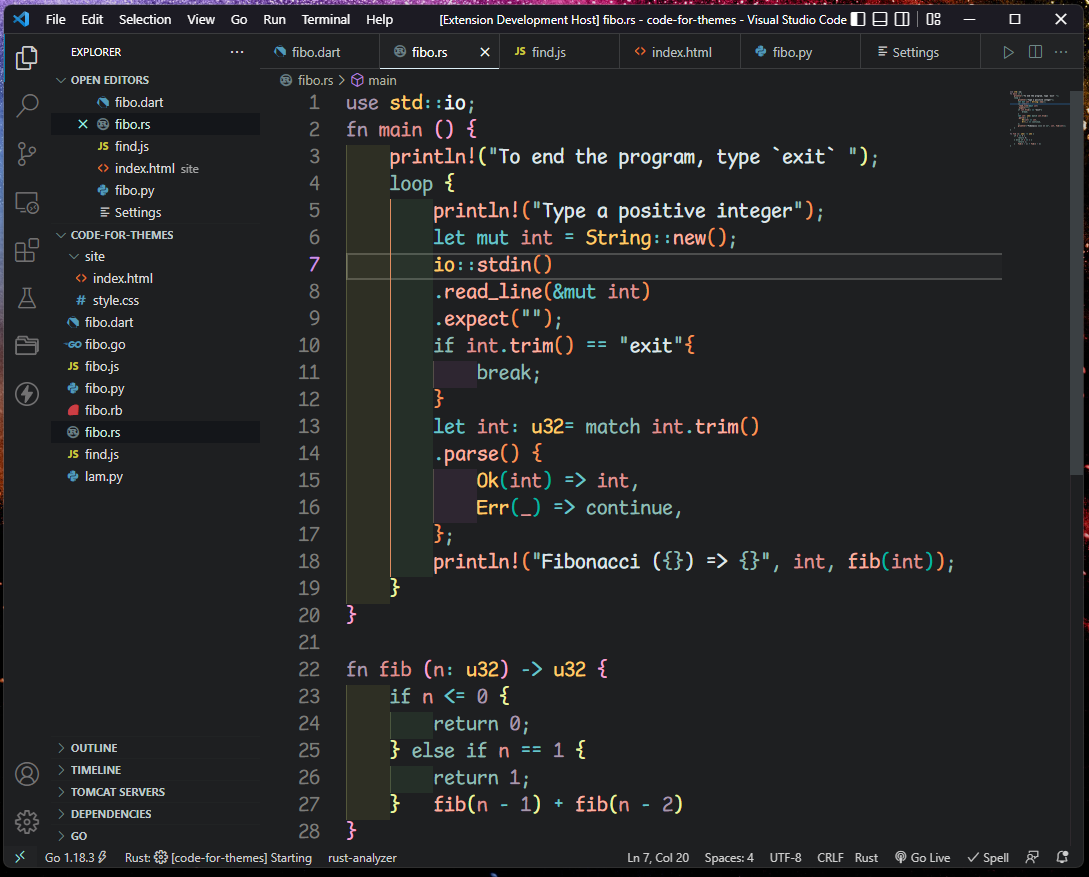 File Edit Selection View Go Run Terminal Help [Extension Development Host] fibo.rs - code-for-themes - Visual Studio Code
EXPLORER ...
fibo.dart fibo.rs JS find.js <> index.html fibo.py Settings
OPEN EDITORS
fibo.dart
fibo.rs
JS find.js
<> index.html site
fibo.py
Settings
CODE-FOR-THEMES
site
<> index.html
# style.css
fibo.dart
GO fibo.go
JS fibo.js
fibo.py
fibo.rb
fibo.rs
JS find.js
lam.py
OUTLINE
TIMELINE
TOMCAT SERVERS
DEPENDENCIES
GO
fibo.rs > main
1 use std::io;
2 fn main () {
3 println!("To end the program, type `exit` ");
4 loop {
5 println!("Type a positive integer");
6 let mut int = String::new();
7 io::stdin()
8 .read_line(&mut int)
9 .expect("");
10 if int.trim() == "exit"{
11 break;
12 }
13 let int: u32= match int.trim()
14 .parse() {
15 Ok(int) => int,
16 Err(_) => continue,
17 };
18 println!("Fibonacci ({}) => {}", int, fib(int));
19 }
20 }
21
22 fn fib (n: u32) -> u32 {
23 if n <= 0 {
24 return 0;
25 } else if n == 1 {
26 return 1;
27 } fib(n - 1) + fib(n - 2)
28 }
Go 1.18.3 Rust: [code-for-themes] Starting rust-analyzer Ln 7, Col 20 Spaces: 4 UTF-8 CRLF Rust Go Live Spell